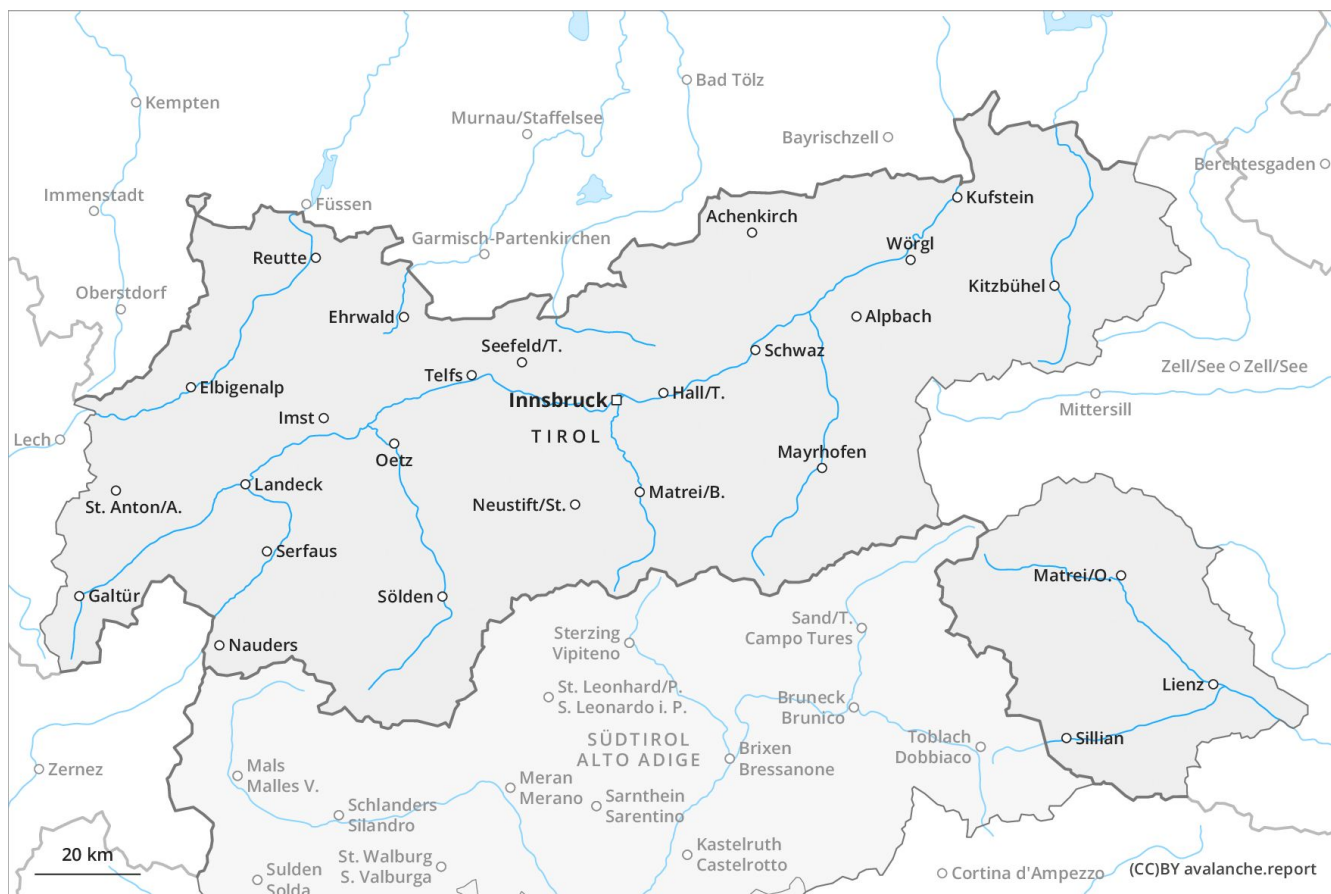 Bad Tölz
Kempten
Murnau/Staffelsee
Bayrischzell
Berchtesgaden
Immenstadt
Füssen
Kufstein
Achenkirch
Garmisch-Partenkirchen
Wörgl
Reutte
Kitzbühel
Oberstdorf
Ehrwald
Alpbach
Seefeld/T.
Schwaz
Zell/See
Zell/See
Telfs
Elbigenalp
Hall/T.
Innsbruck
Mittersill
Imst
TIROL
Lech
Oetz
Mayrhofen
Landeck
Matrei/B.
St. Anton/A.
Neustift/St.
Serfaus
Matrei/O.
Galtür
Sölden
Sand/T.
Campo Tures
Sterzing
Vipiteno
Nauders
Lienz
St. Leonhard/P.
S. Leonardo i. P.
Bruneck
Brunico
SÜDTIROL
ALTO ADIGE
Toblach
Dobbiaco
Sillian
Brixen
Bressanone
Zernez
Mals
Malles V.
Meran
Merano
Sarnthein
Sarentino
Schlanders
Silandro
Kastelruth
Castelrotto
20 km
St. Walburg
S. Valburga
Sulden
Solda
Cortina d'Ampezzo
(CC)BY avalanche.report